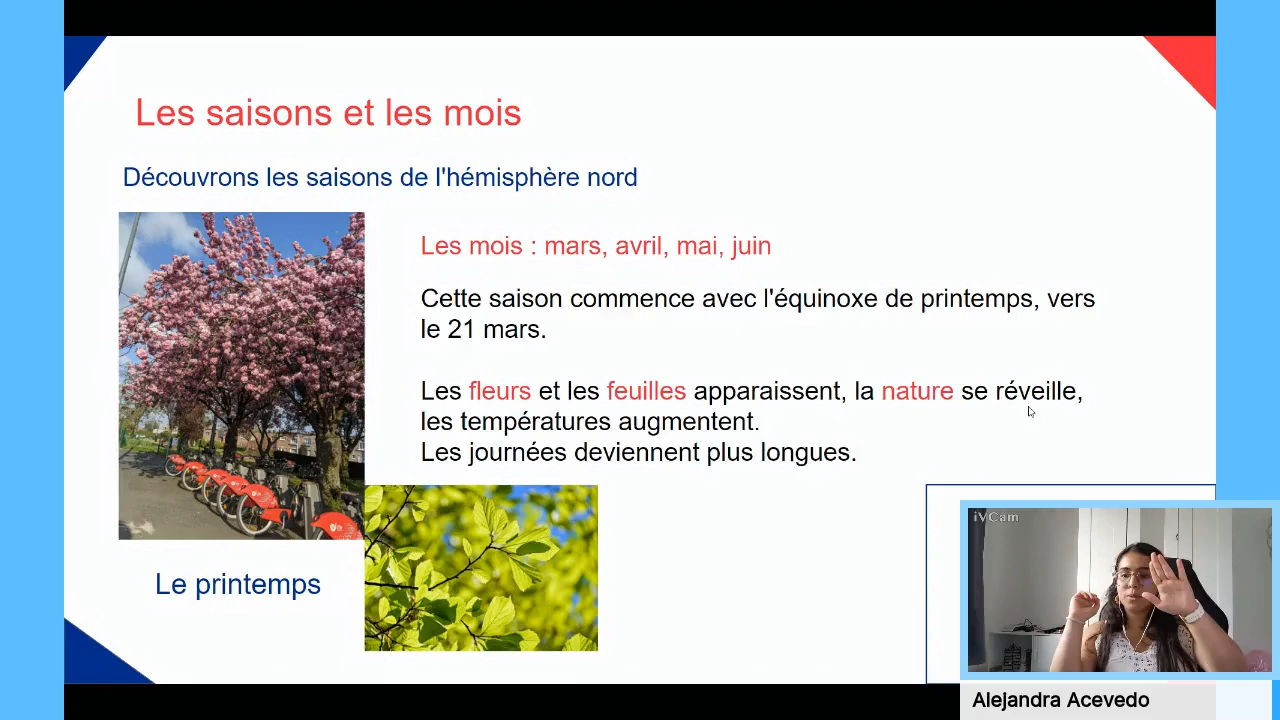 Les saisons et les mois
Découvrons les saisons de l'hémisphère nord
Les mois : mars, avril, mai, juin
Cette saison commence avec l'équinoxe de printemps, vers
le 21 mars.
Les fleurs et les feuilles apparaissent, la nature se réveille,
les températures augmentent.
Les journées deviennent plus longues.
Le printemps
iVCam
Alejandra Acevedo